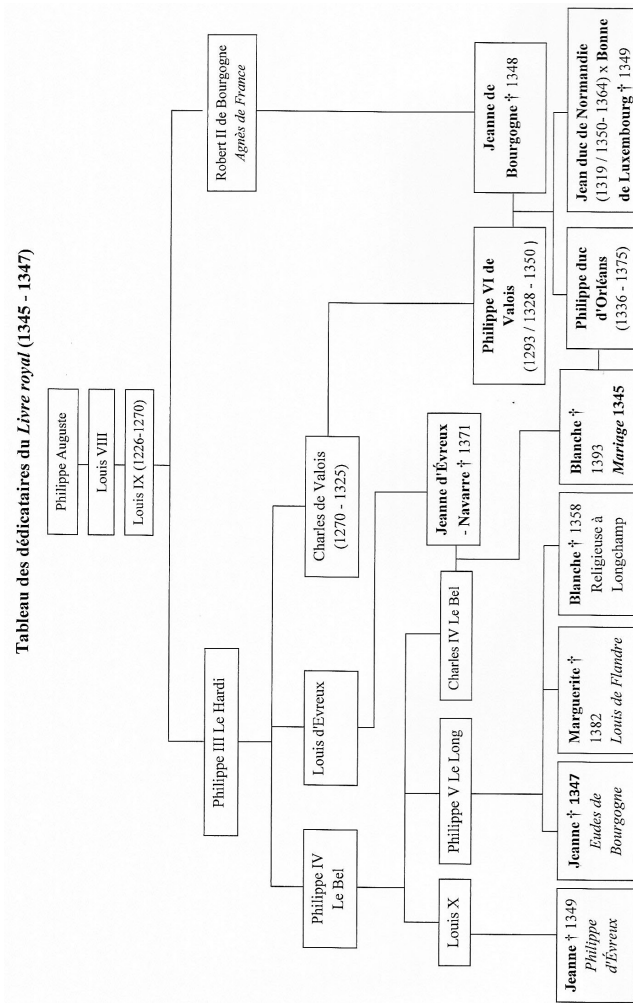 Tableau des dédicataires du Livre royal (1345 - 1347)
Philippe Auguste
Louis VIII
Louis IX (1226-1270)
Philippe III Le Hardi
Robert II de Bourgogne
Agnès de France
Philippe IV
Le Bel
Louis d'Evreux
Charles de Valois
(1270 - 1325)
Louis X
Philippe V Le Long
Charles IV Le Bel
Jeanne d'Évreux
- Navarre † 1371
Philippe VI de
Valois
(1293 / 1328 - 1350 )
Jeanne de
Bourgogne † 1348
Jeanne † 1349
Philippe
d'Évreux
Jeanne † 1347
Eudes de
Bourgogne
Marguerite †
1382
Louis de Flandre
Blanche † 1358
Religieuse à
Longchamp
Blanche †
1393
Mariage 1345
Philippe duc
d'Orléans
(1336 - 1375)
Jean duc de Normandie
(1319 / 1350- 1364) x Bonne
de Luxembourg † 1349